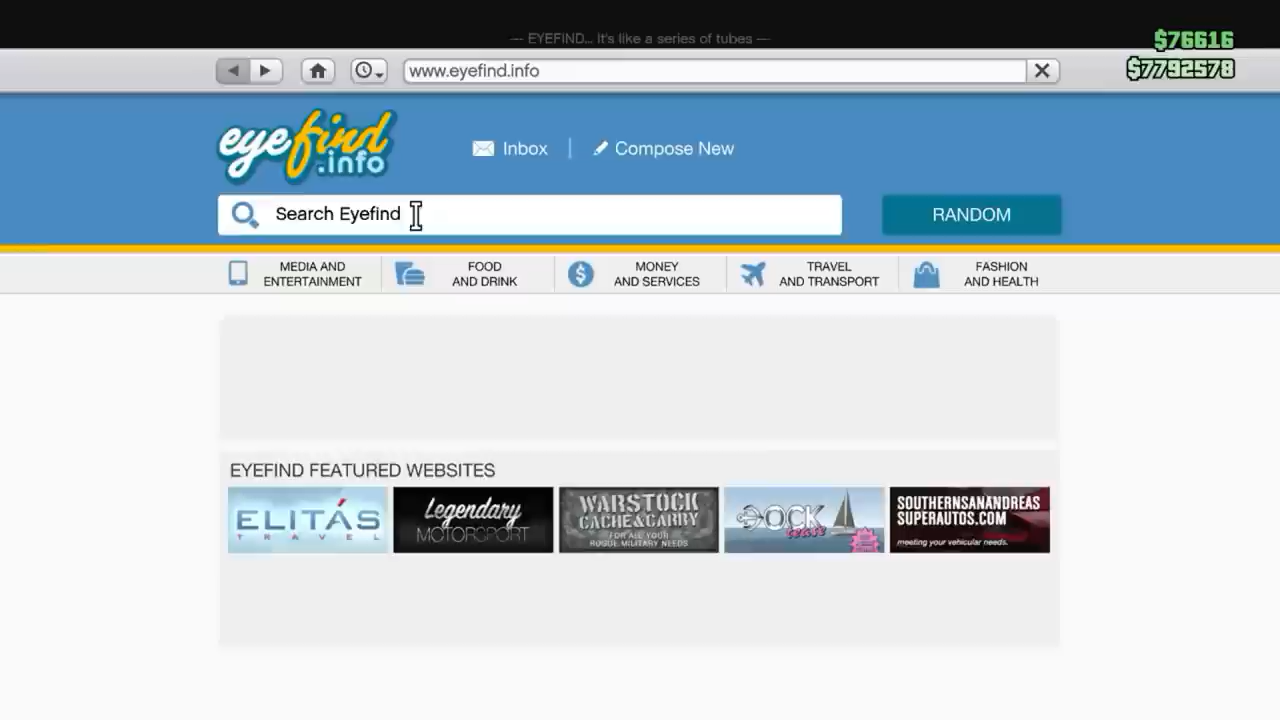 — EYEFIND... It's like a series of tubes —
$76616
$7792578
www.eyefind.info
eyefind
.info
Inbox
Compose New
Search Eyefind
RANDOM
MEDIA AND
ENTERTAINMENT
FOOD
AND DRINK
MONEY
AND SERVICES
TRAVEL
AND TRANSPORT
FASHION
AND HEALTH
EYEFIND FEATURED WEBSITES
ELITÁS
TRAVEL
Legendary
MOTORSPORT
WARSTOCK
CACHE&CARRY
FOR ALL YOUR
ROGUE MILITARY NEEDS
DOCK
tease
SOUTHERNSANANDREAS
SUPERAUTOS.COM
meeting your vehicular needs.